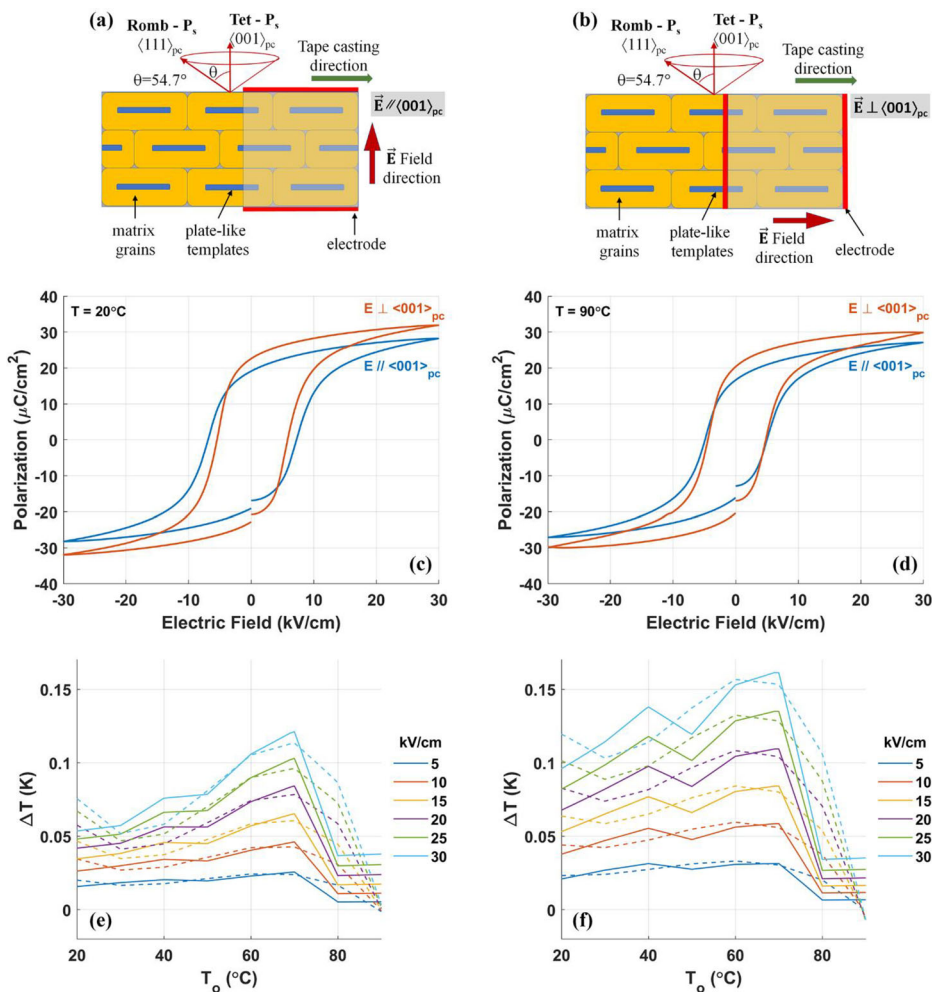 (a)
Romb - Ps
⟨111⟩pc
Tet - Ps
⟨001⟩pc
θ=54.7°
θ
Tape casting
direction
E⃗ // ⟨001⟩pc
E⃗ Field
direction
matrix
grains
plate-like
templates
electrode
(b)
Romb - Ps
⟨111⟩pc
Tet - Ps
⟨001⟩pc
θ=54.7°
θ
Tape casting
direction
E⃗ ⊥ ⟨001⟩pc
matrix
grains
plate-like
templates
E⃗ Field
direction
electrode
T = 20°C
E ⊥ <001>pc
E // <001>pc
Polarization (μC/cm²)
40
30
20
10
0
-10
-20
-30
-40
(c)
-30 -20 -10 0 10 20 30
Electric Field (kV/cm)
T = 90°C
E ⊥ <001>pc
E // <001>pc
Polarization (μC/cm²)
40
30
20
10
0
-10
-20
-30
-40
(d)
-30 -20 -10 0 10 20 30
Electric Field (kV/cm)
ΔT (K)
0.15
0.1
0.05
0
(e)
20 40 60 80
To (°C)
kV/cm
5
10
15
20
25
30
ΔT (K)
0.15
0.1
0.05
0
(f)
20 30 40 50 60 70 80
To (°C)
kV/cm
5
10
15
20
25
30